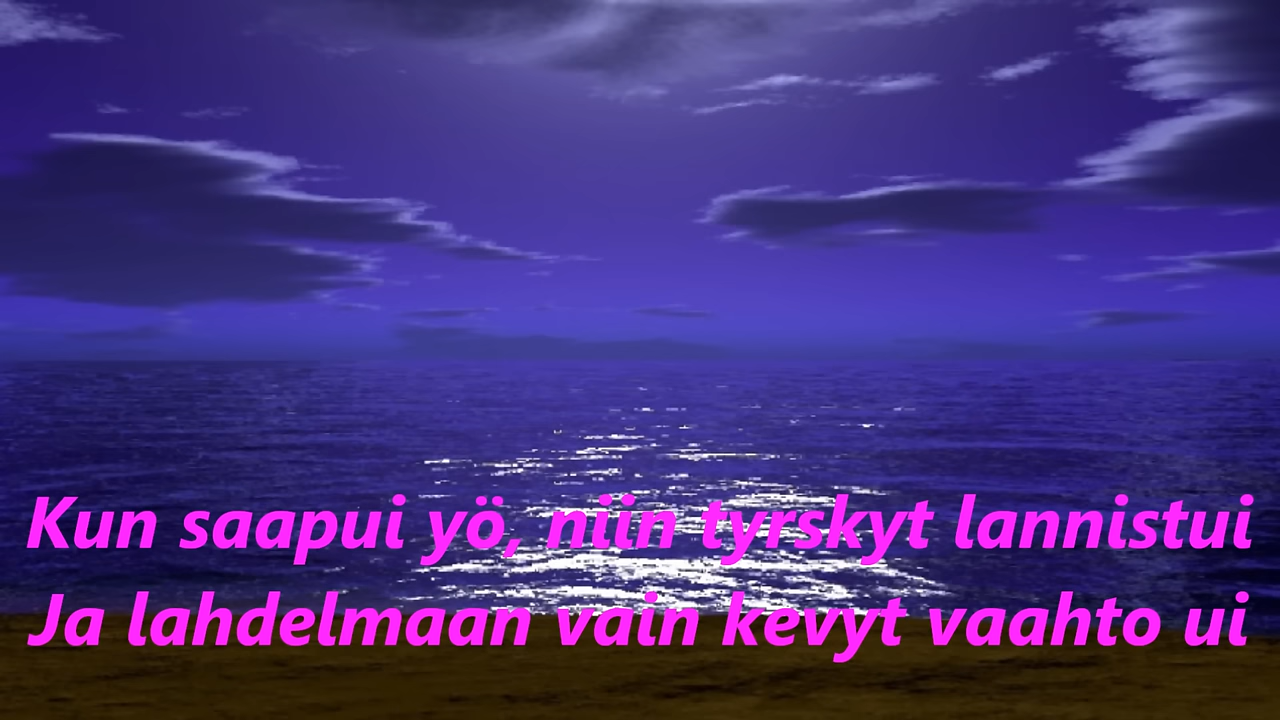 Kun saapui yö, niin tyrskyt lannistui
Ja lahdelmaan vain kevyt vaahto ui